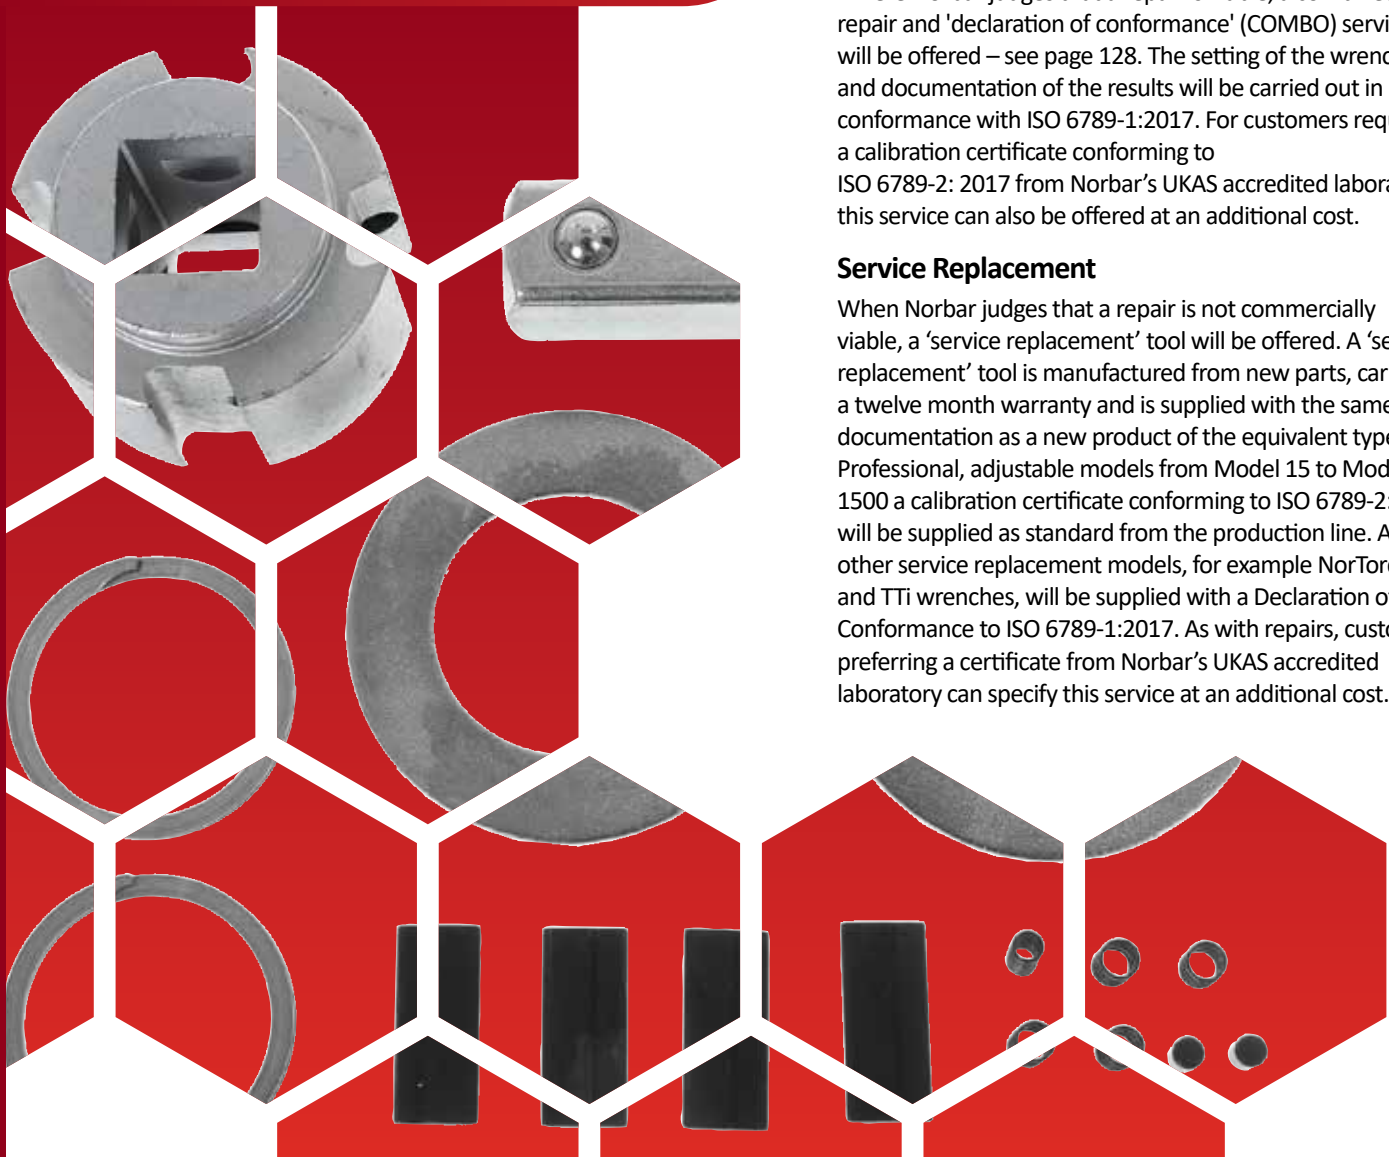 repair and 'declaration of conformance' (COMBO)
will be offered – see page 128. The setting of the
and documentation of the results will be carried out in
conformance with ISO 6789-1:2017. For customers
a calibration certificate conforming to
ISO 6789-2: 2017 from Norbar’s UKAS accredited
this service can also be offered at an additional cost.
Service Replacement
When Norbar judges that a repair is not commercially
viable, a ‘service replacement’ tool will be offered. A
replacement’ tool is manufactured from new parts,
a twelve month warranty and is supplied with the same
documentation as a new product of the equivalent
Professional, adjustable models from Model 15 to
1500 a calibration certificate conforming to ISO 6789-2:
will be supplied as standard from the production line.
other service replacement models, for example
and TTi wrenches, will be supplied with a Declaration
Conformance to ISO 6789-1:2017. As with repairs,
preferring a certificate from Norbar’s UKAS accredited
laboratory can specify this service at an additional cost.